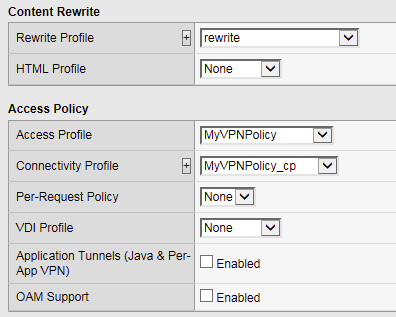 Content Rewrite
Rewrite Profile + rewrite
HTML Profile None
Access Policy
Access Profile MyVPNPolicy
Connectivity Profile + MyVPNPolicy_cp
Per-Request Policy None
VDI Profile None
Application Tunnels (Java & Per-
App VPN) Enabled
OAM Support Enabled